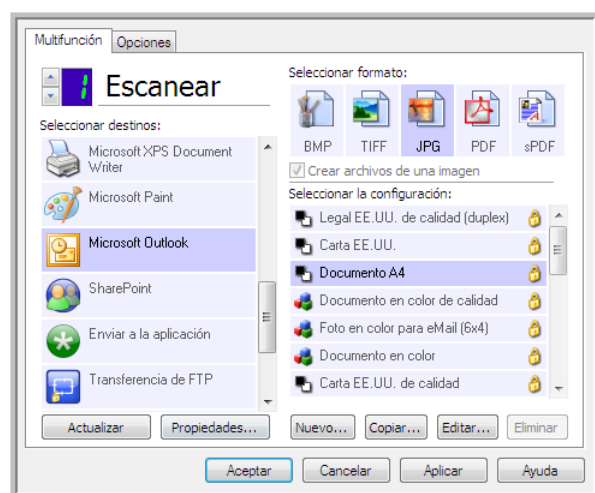 Multifunción Opciones
1 Escanear
Seleccionar destinos:
Microsoft XPS Document
Writer
Microsoft Paint
Microsoft Outlook
SharePoint
Enviar a la aplicación
Transferencia de FTP
Actualizar Propiedades...
Seleccionar formato:
BMP TIFF JPG PDF sPDF
Crear archivos de una imagen
Seleccionar la configuración:
Legal EE.UU. de calidad (duplex)
Carta EE.UU.
Documento A4
Documento en color de calidad
Foto en color para eMail (6x4)
Documento en color
Carta EE.UU. de calidad
Nuevo... Copiar... Editar... Eliminar
Aceptar Cancelar Aplicar Ayuda